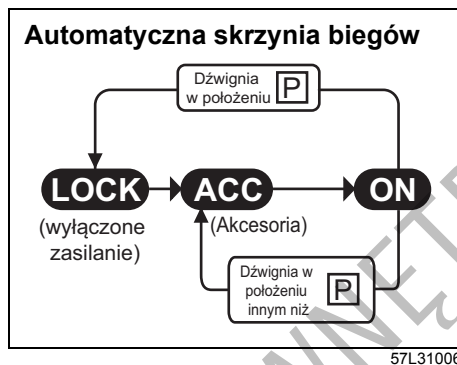 Automatyczna skrzynia biegów
Dźwignia
w położeniu P
LOCK ACC ON
(wyłączone
zasilanie)
(Akcesoria)
Dźwignia w
położeniu
innym niż
P
57L31006